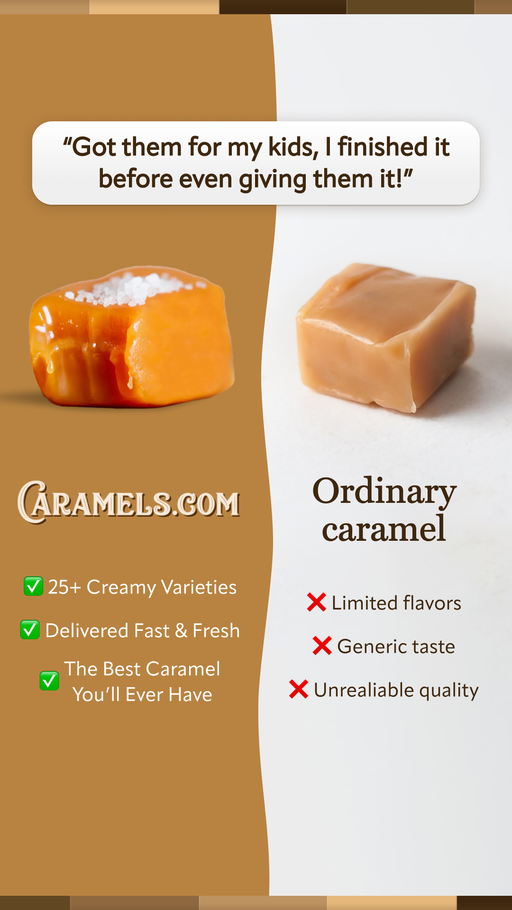 “Got them for my kids, I finished it
before even giving them it!”
CARAMELS.COM
✅ 25+ Creamy Varieties
✅ Delivered Fast & Fresh
✅ The Best Caramel
You’ll Ever Have
Ordinary
caramel
❌ Limited flavors
❌ Generic taste
❌ Unrealiable quality